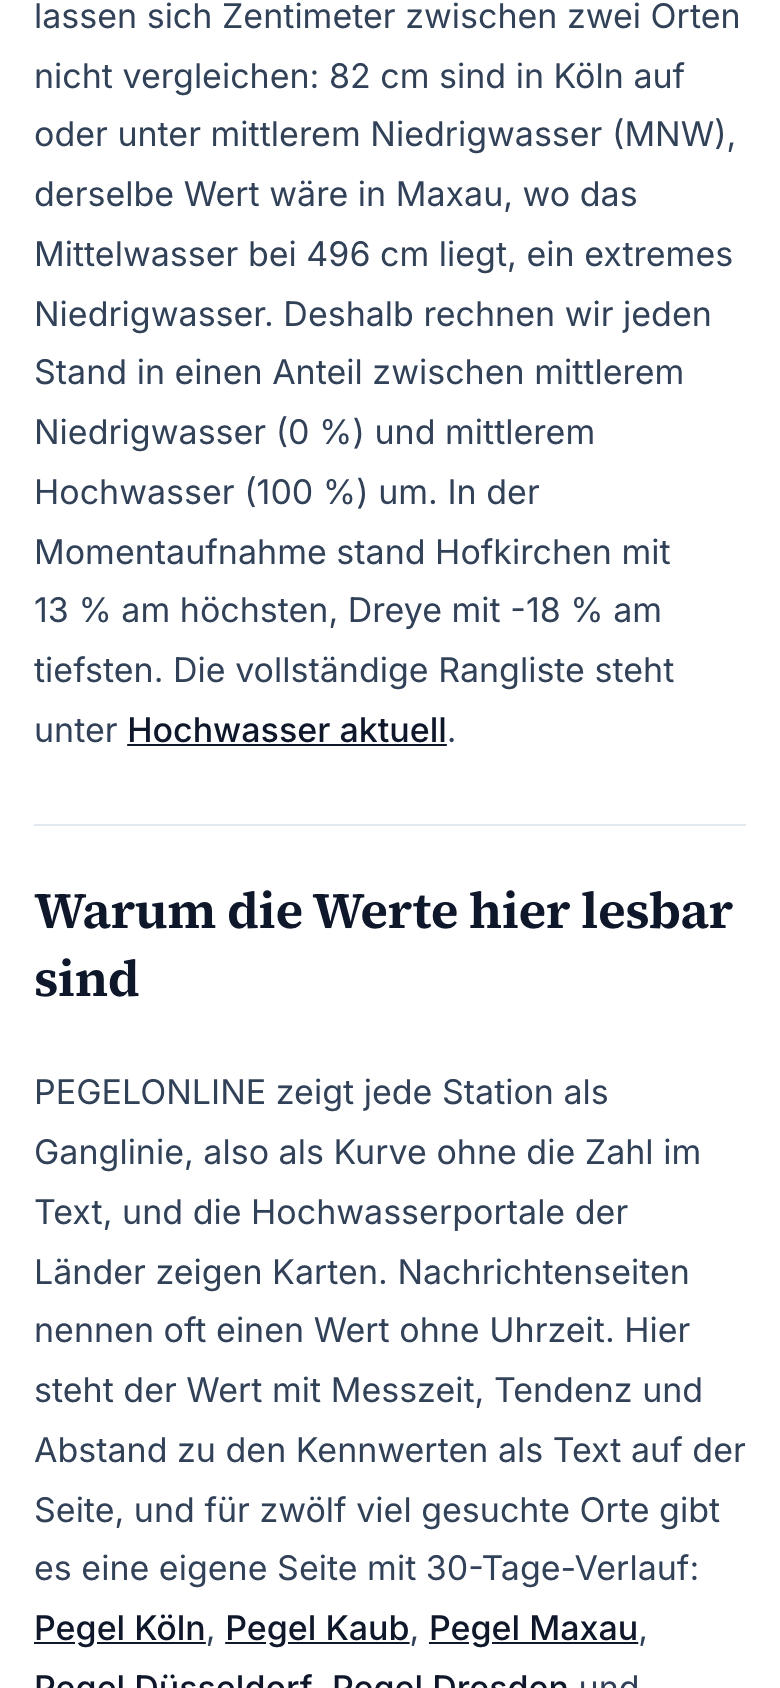 lassen sich Zentimeter zwischen zwei Orten
nicht vergleichen: 82 cm sind in Köln auf
oder unter mittlerem Niedrigwasser (MNW),
derselbe Wert wäre in Maxau, wo das
Mittelwasser bei 496 cm liegt, ein extremes
Niedrigwasser. Deshalb rechnen wir jeden
Stand in einen Anteil zwischen mittlerem
Niedrigwasser (0 %) und mittlerem
Hochwasser (100 %) um. In der
Momentaufnahme stand Hofkirchen mit
13 % am höchsten, Dreye mit -18 % am
tiefsten. Die vollständige Rangliste steht
unter Hochwasser aktuell.
Warum die Werte hier lesbar
sind
PEGELONLINE zeigt jede Station als
Ganglinie, also als Kurve ohne die Zahl im
Text, und die Hochwasserportale der
Länder zeigen Karten. Nachrichtenseiten
nennen oft einen Wert ohne Uhrzeit. Hier
steht der Wert mit Messzeit, Tendenz und
Abstand zu den Kennwerten als Text auf der
Seite, und für zwölf viel gesuchte Orte gibt
es eine eigene Seite mit 30-Tage-Verlauf:
Pegel Köln, Pegel Kaub, Pegel Maxau,
Pegel Düsseldorf, Pegel Dresden und